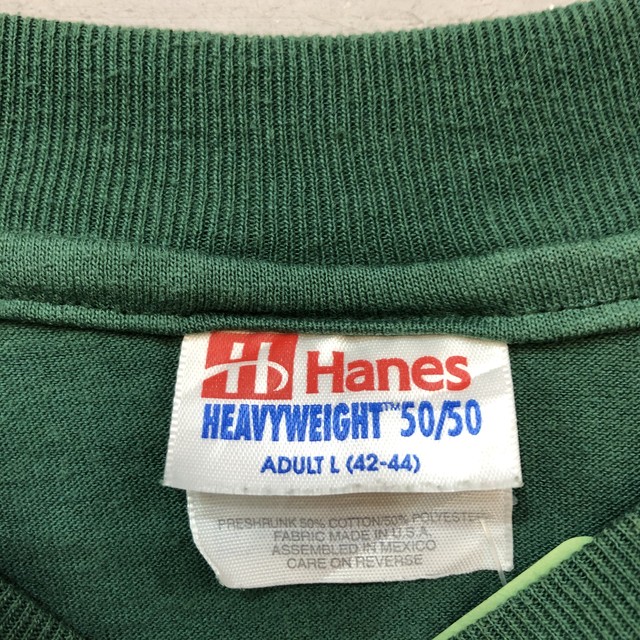 H Hanes
HEAVYWEIGHT™ 50/50
ADULT L (42-44)
PRESHRUNK 50% COTTON/50% POLYESTER
FABRIC MADE IN U.S.A.
ASSEMBLED IN MEXICO
CARE ON REVERSE